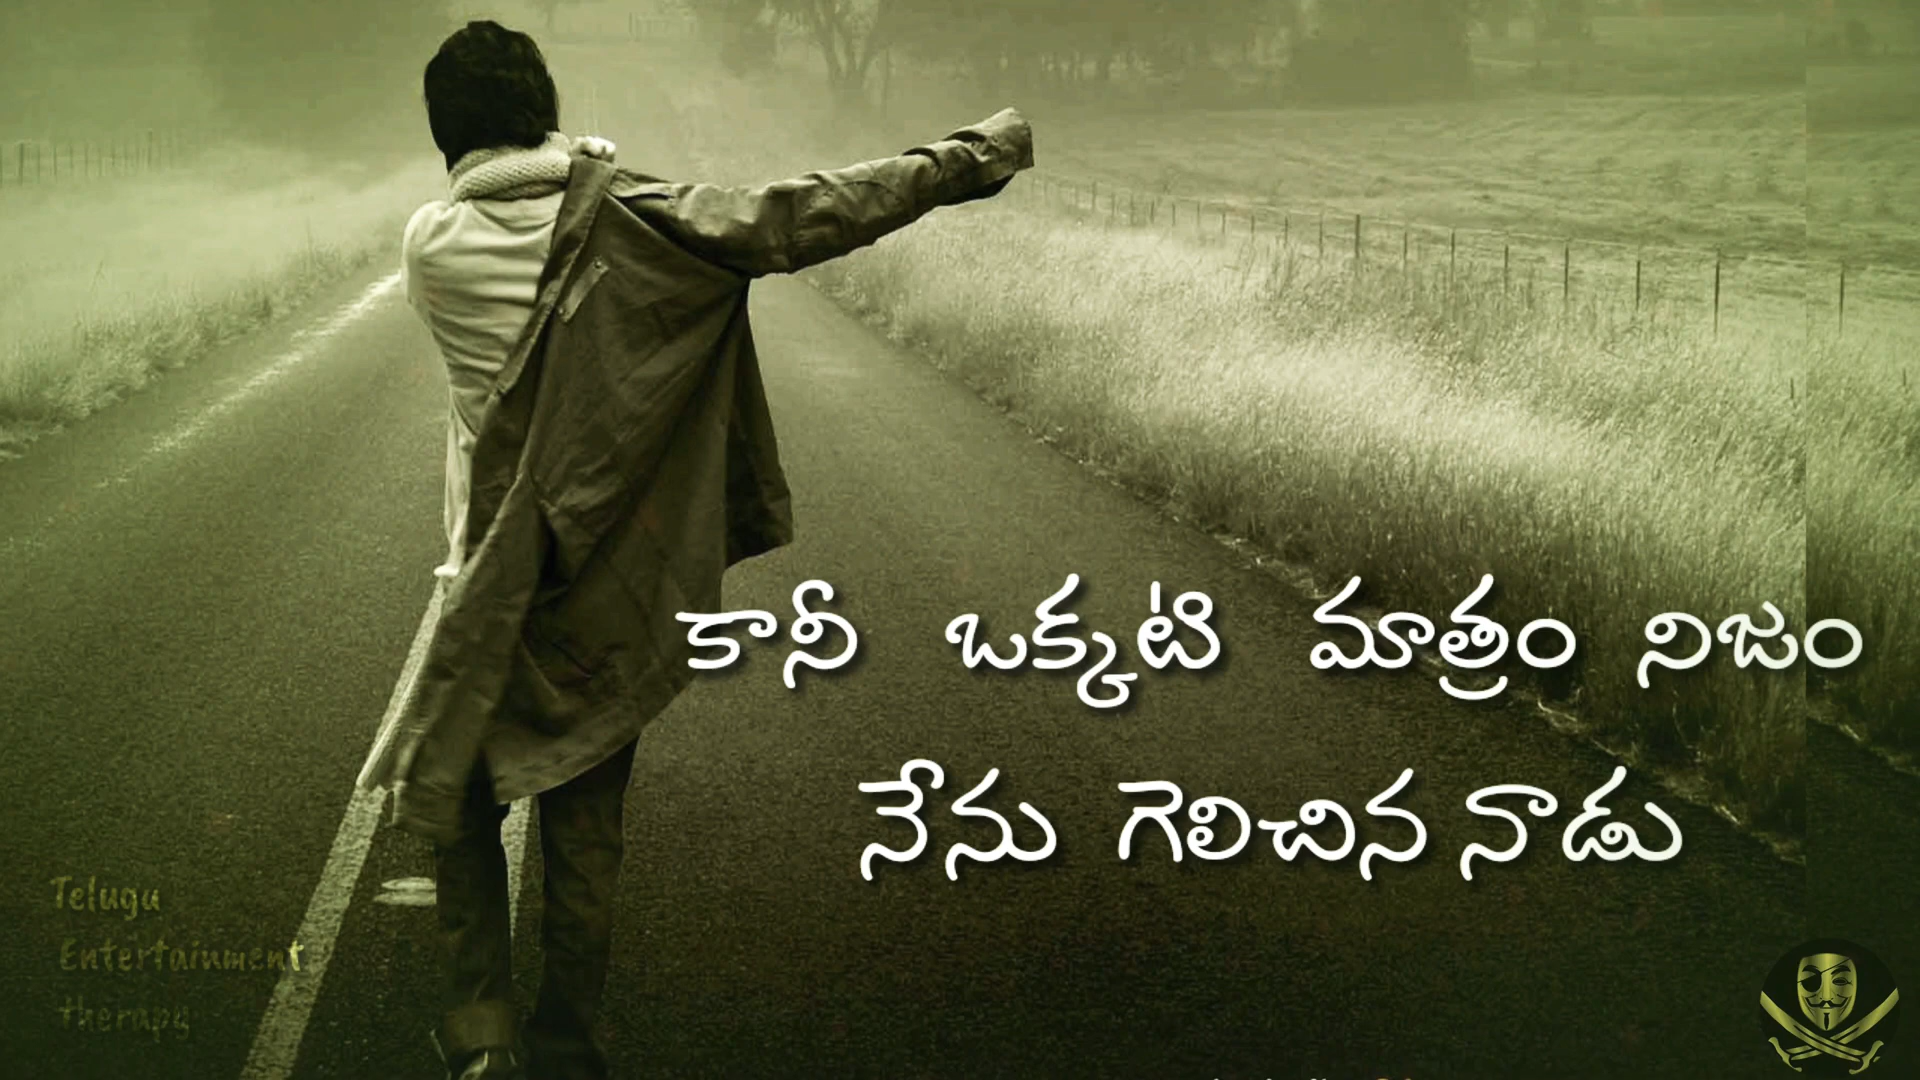 కానీ ఒక్కటి మాత్రం నిజం
నేను గెలిచిన నాడు
Telugu
Entertainment
therapy